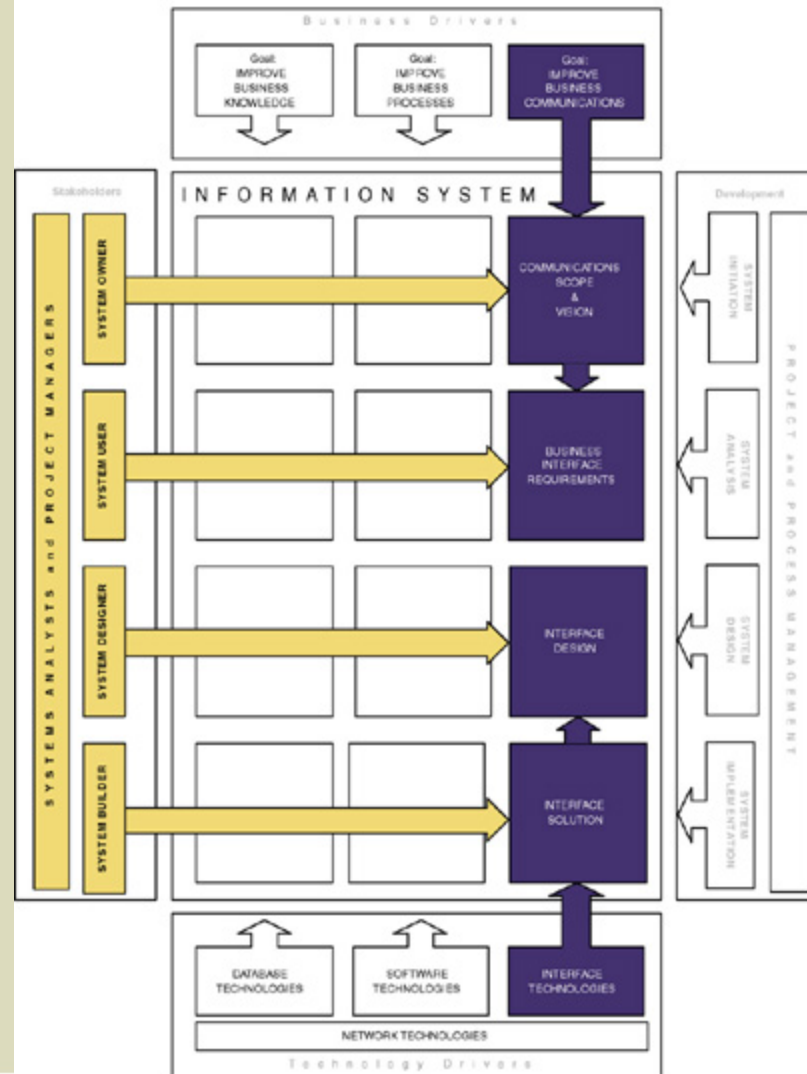 Business Drivers
Goal:
IMPROVE
BUSINESS
KNOWLEDGE
Goal:
IMPROVE
BUSINESS
PROCESSES
Goal:
IMPROVE
BUSINESS
COMMUNICATIONS
Stakeholders
INFORMATION SYSTEM
Development
SYSTEMS ANALYSTS and PROJECT MANAGERS
SYSTEM OWNER
COMMUNICATIONS
SCOPE
&
VISION
SYSTEM
INITIATION
SYSTEM USER
BUSINESS
INTERFACE
REQUIREMENTS
SYSTEM
ANALYSIS
SYSTEM DESIGNER
INTERFACE
DESIGN
SYSTEM
DESIGN
SYSTEM BUILDER
INTERFACE
SOLUTION
SYSTEM
IMPLEMENTATION
PROJECT and PROCESS MANAGEMENT
DATABASE
TECHNOLOGIES
SOFTWARE
TECHNOLOGIES
INTERFACE
TECHNOLOGIES
NETWORK TECHNOLOGIES
Technology Drivers